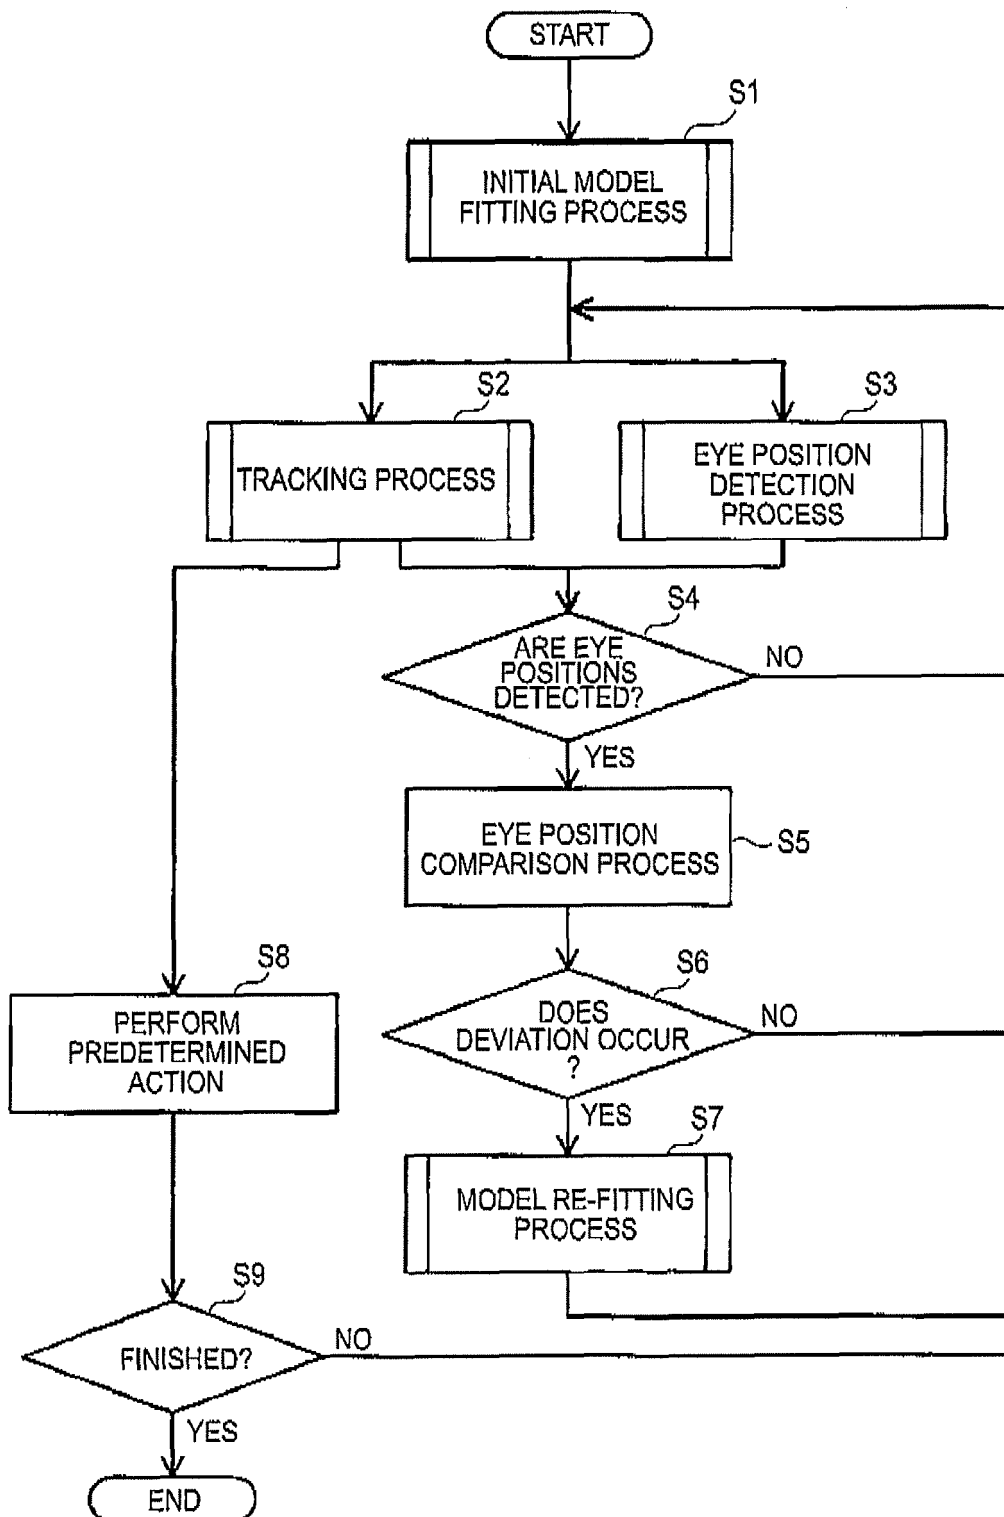 START
S1
INITIAL MODEL
FITTING PROCESS
S2
S3
TRACKING PROCESS
EYE POSITION
DETECTION
PROCESS
S4
ARE EYE
POSITIONS
DETECTED?
NO
YES
EYE POSITION
COMPARISON PROCESS
S5
S8
PERFORM
PREDETERMINED
ACTION
S6
DOES
DEVIATION OCCUR
?
NO
YES
S7
MODEL RE-FITTING
PROCESS
S9
FINISHED?
NO
YES
END